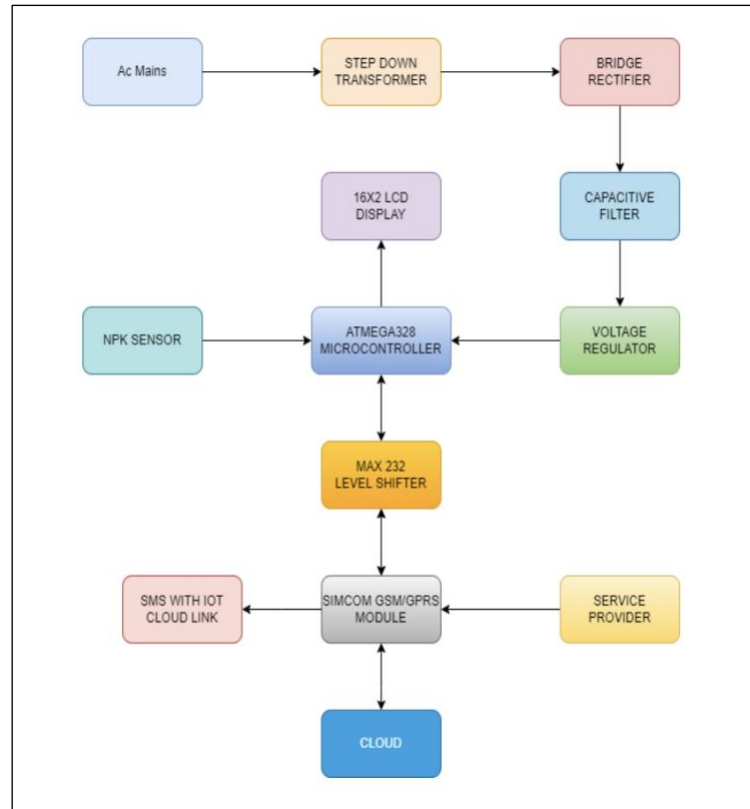 Ac Mains
STEP DOWN
TRANSFORMER
BRIDGE
RECTIFIER
16X2 LCD
DISPLAY
CAPACITIVE
FILTER
NPK SENSOR
ATMEGA328
MICROCONTROLLER
VOLTAGE
REGULATOR
MAX 232
LEVEL SHIFTER
SMS WITH IOT
CLOUD LINK
SIMCOM GSM/GPRS
MODULE
SERVICE
PROVIDER
CLOUD